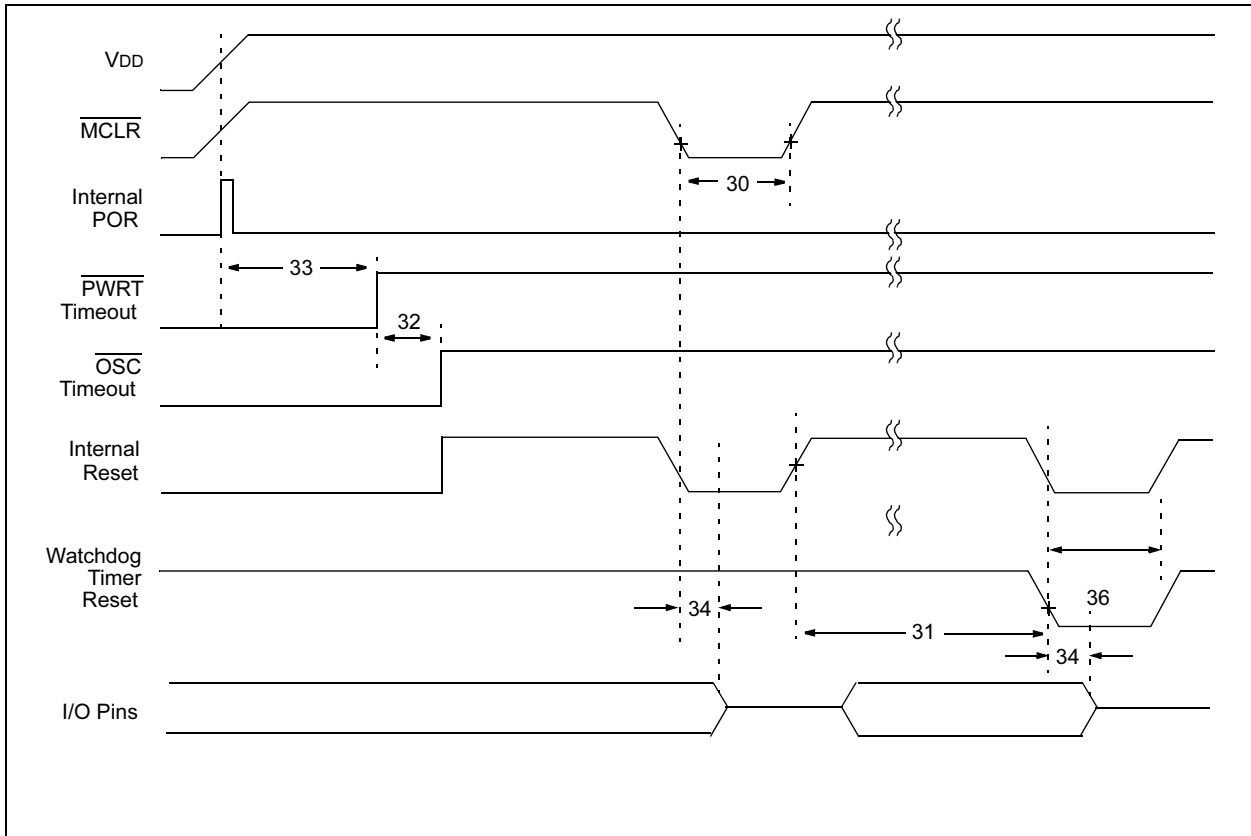 VDD
MCLR
30
Internal
POR
33
PWRT
Timeout
32
OSC
Timeout
Internal
Reset
Watchdog
Timer
Reset
34
36
31
34
I/O Pins